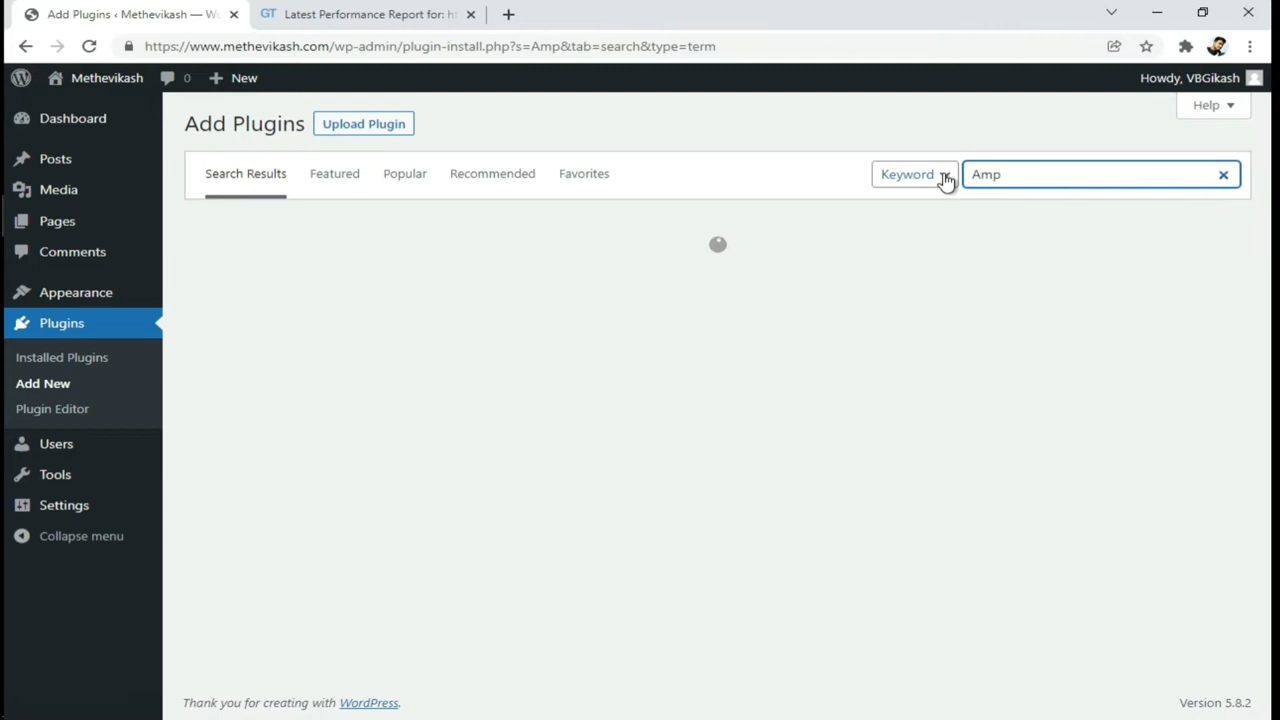 Add Plugins ‹ Methevikash — Wo
GT Latest Performance Report for: ht
https://www.methevikash.com/wp-admin/plugin-install.php?s=Amp&tab=search&type=term
Methevikash 0 New Howdy, VBGikash
Dashboard
Posts
Media
Pages
Comments
Appearance
Plugins
Installed Plugins
Add New
Plugin Editor
Users
Tools
Settings
Collapse menu
Help
Add Plugins Upload Plugin
Search Results Featured Popular Recommended Favorites Keyword Amp
Thank you for creating with WordPress. Version 5.8.2